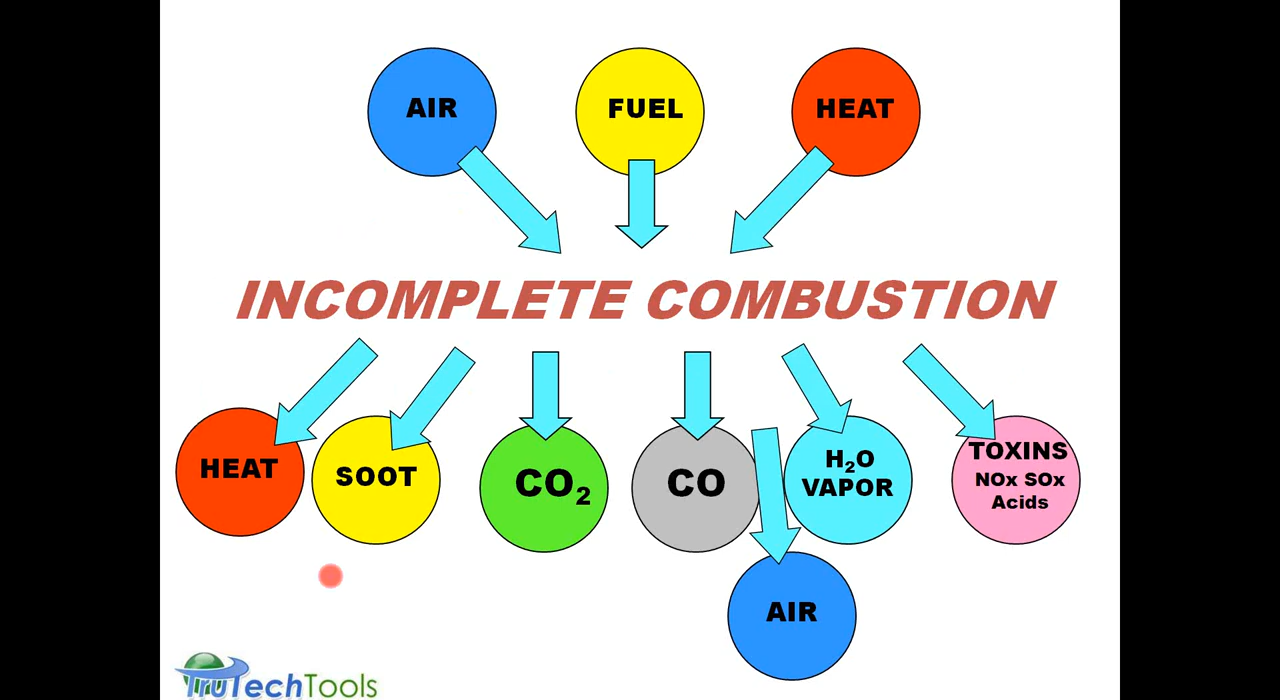 AIR
FUEL
HEAT
INCOMPLETE COMBUSTION
HEAT
SOOT
CO₂
CO
H₂O
VAPOR
TOXINS
NOx SOx
Acids
AIR
TruTechTools